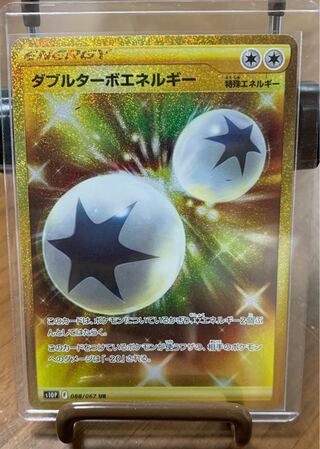 ENERGY
ダブルターボエネルギー
特殊エネルギー
このカードは、ポケモンについているかぎり、エネルギー2個ぶ
んとしてはたらく。
このカードをつけているポケモンが使うワザの、相手のポケモン
へのダメージは「-20」される。
s10P F 088/067 UR